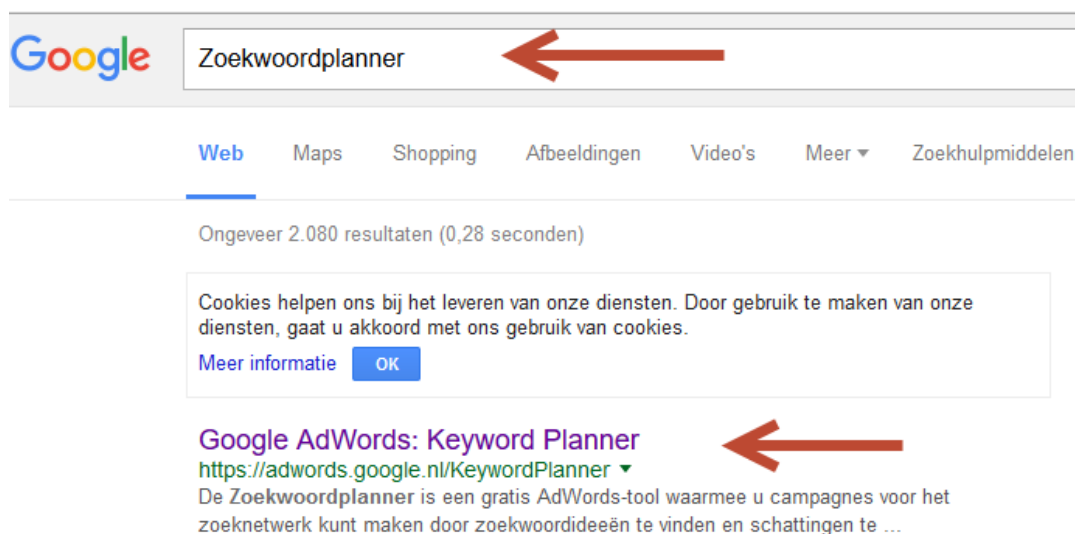 Google Zoekwoordplanner
Web Maps Shopping Afbeeldingen Video's Meer Zoekhulpmiddelen
Ongeveer 2.080 resultaten (0,28 seconden)
Cookies helpen ons bij het leveren van onze diensten. Door gebruik te maken van onze
diensten, gaat u akkoord met ons gebruik van cookies.
Meer informatie OK
Google AdWords: Keyword Planner
https://adwords.google.nl/KeywordPlanner
De Zoekwoordplanner is een gratis AdWords-tool waarmee u campagnes voor het
zoeknetwerk kunt maken door zoekwoordideeën te vinden en schattingen te ...